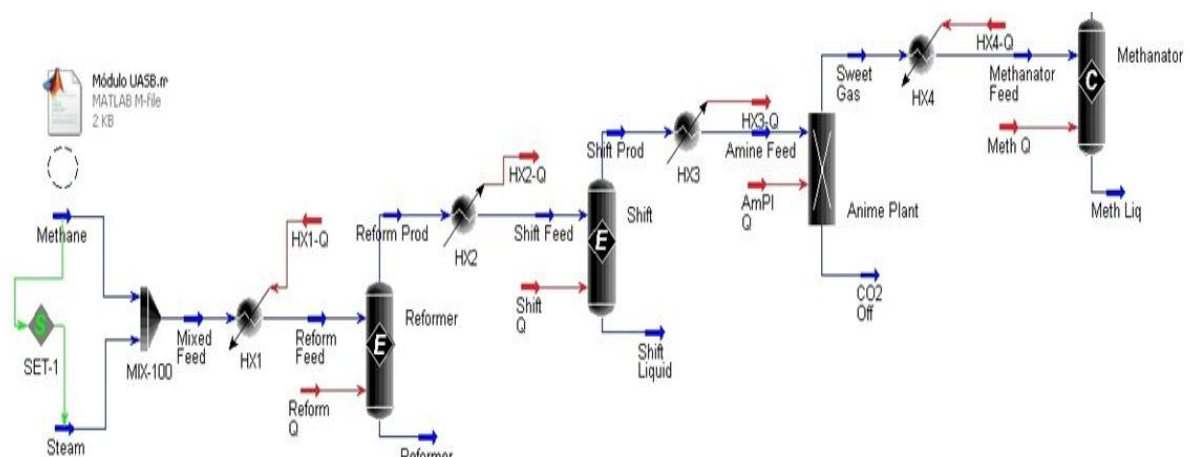 Módulo UASB.m
MATLAB M-file
2 KB
Methane
S
SET-1
Steam
MIX-100
Mixed
Feed
HX1-Q
HX1
Reform
Feed
Reform
Q
E
Reformer
Reformer
Reform Prod
HX2-Q
HX2
Shift Feed
Shift
Q
E
Shift
Shift
Liquid
Shift Prod
HX3-Q
HX3
Amine Feed
AmPl
Q
Anime Plant
CO2
Off
Sweet
Gas
HX4-Q
HX4
Methanator
Feed
Meth Q
C
Methanator
Meth Liq